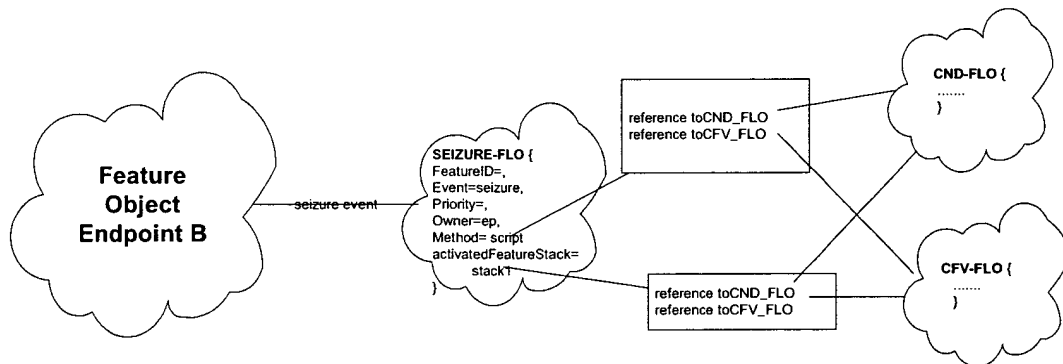 Feature
Object
Endpoint B
seizure event
SEIZURE-FLO {
FeatureID=,
Event=seizure,
Priority=,
Owner=ep,
Method= script
activatedFeatureStack=
stack1
}
reference toCND_FLO
reference toCFV_FLO
reference toCND_FLO
reference toCFV_FLO
CND-FLO {
.......
}
CFV-FLO {
.......
}